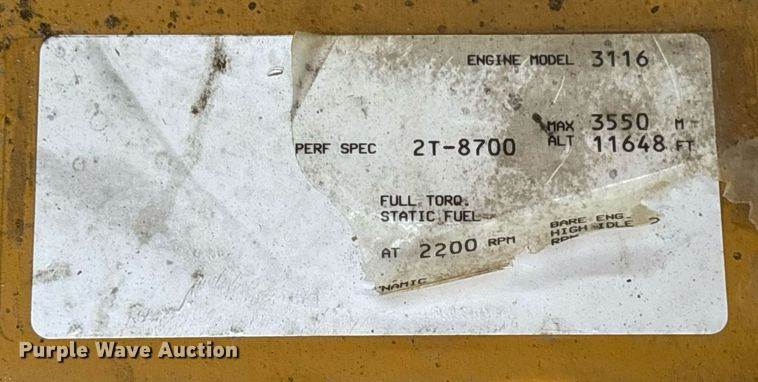 ENGINE MODEL 3116
MAX 3550 M
PERF SPEC 2T-8700 ALT 11648 FT
FULL TORQ.
STATIC FUEL
BARE ENG
HIGH IDLE
AT 2200 RPM
NAMIC
Purple Wave Auction